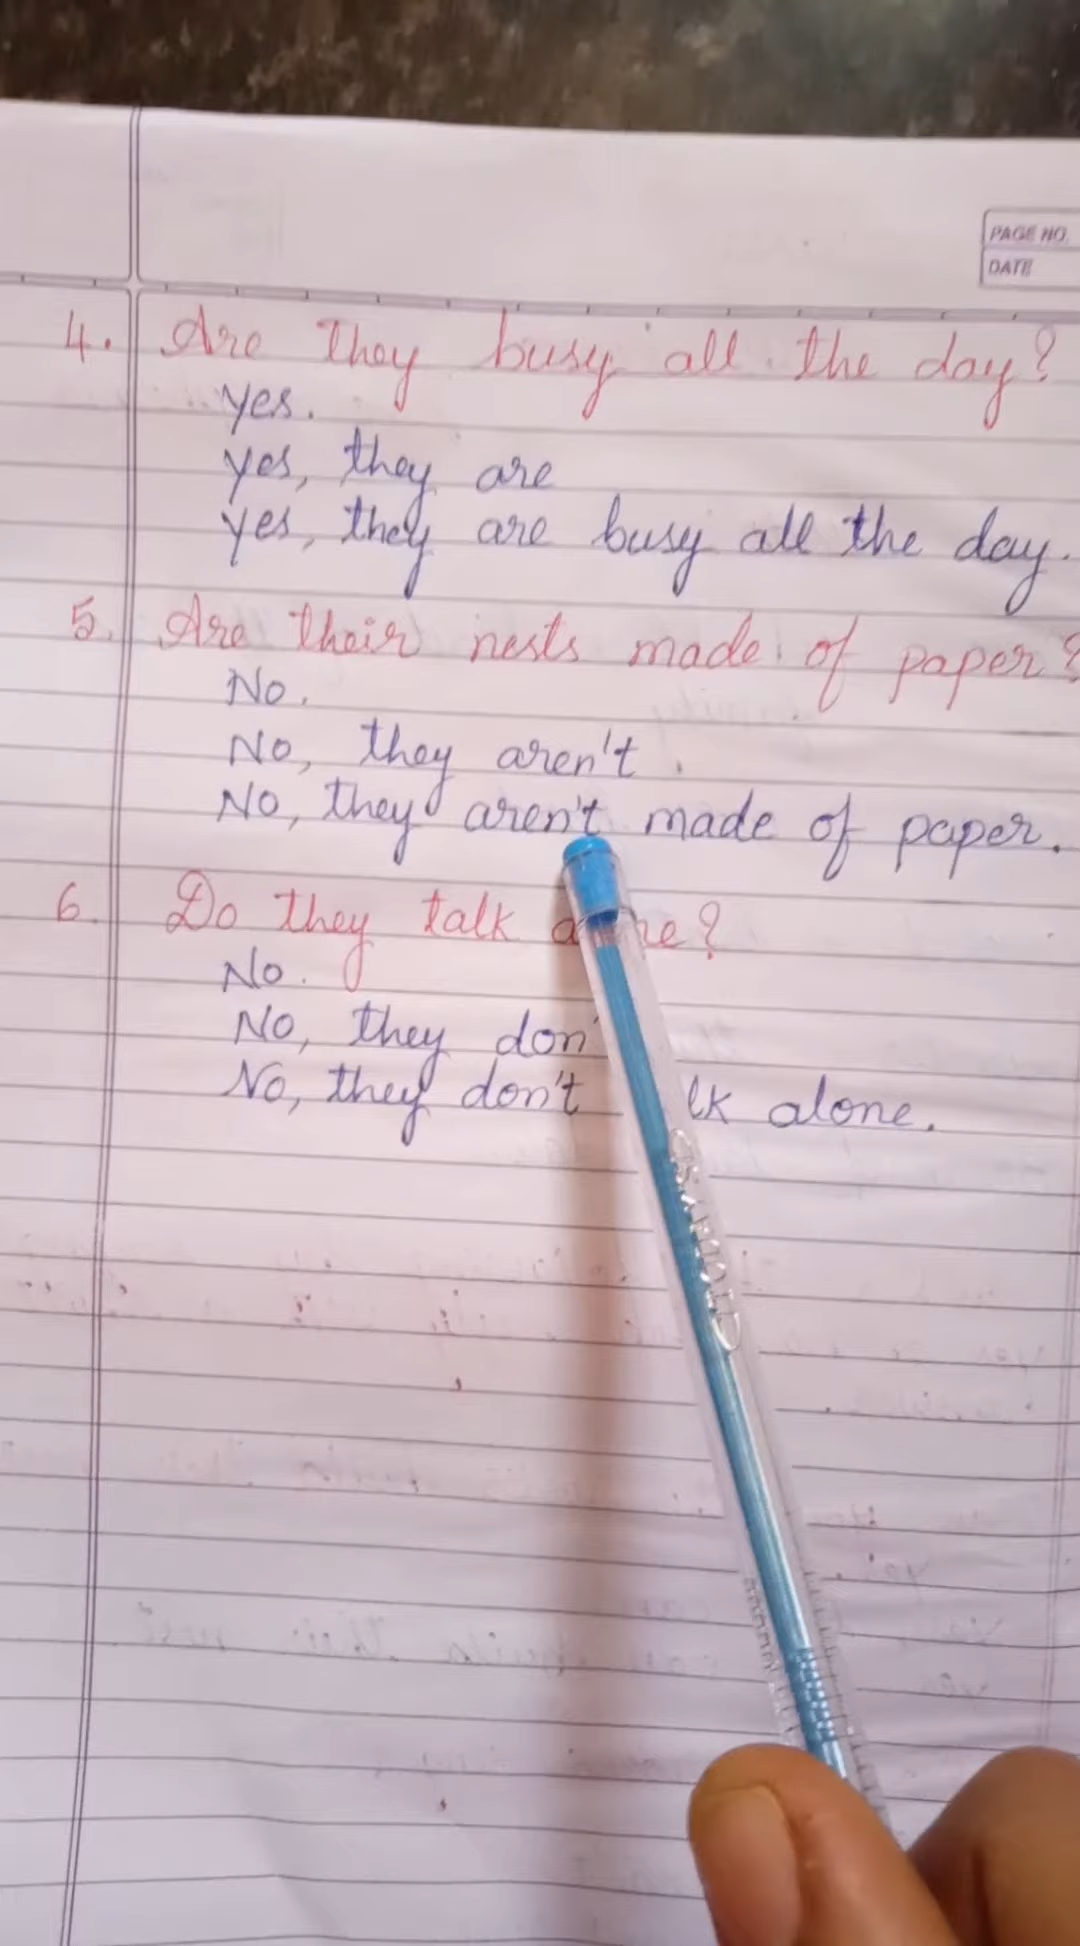 PAGE NO.
DATE
4. Are they busy all the day?
yes.
yes, they are
yes, they are busy all the day.
5. Are their nests made of paper?
No.
No, they aren't.
No, they aren't made of paper.
6. Do they talk
No.
No, they
No, they don't alone.